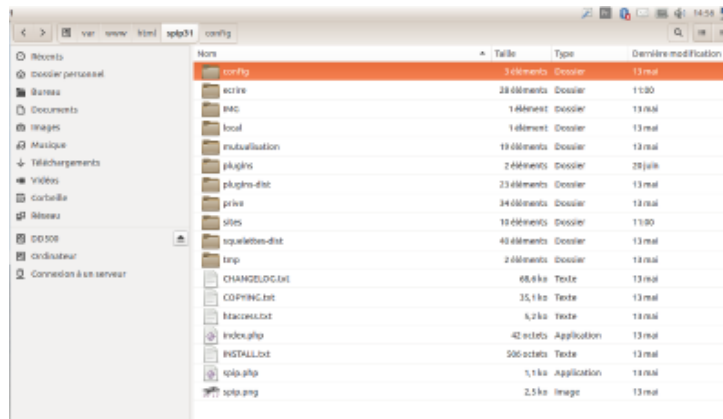 14:56
var www html spip31 config
Nom Taille Type Dernière modification
Récents
Dossier personnel
Bureau
Documents
Images
Musique
Téléchargements
Vidéos
Corbeille
Réseau
DD500
Ordinateur
Connexion à un serveur
config 3 éléments Dossier 13 mai
ecrire 28 éléments Dossier 11:00
IMG 1 élément Dossier 13 mai
local 1 élément Dossier 13 mai
mutualisation 19 éléments Dossier 13 mai
plugins 2 éléments Dossier 20 juin
plugins-dist 23 éléments Dossier 13 mai
prive 34 éléments Dossier 13 mai
sites 10 éléments Dossier 11:00
squelettes-dist 40 éléments Dossier 13 mai
tmp 2 éléments Dossier 13 mai
CHANGELOG.txt 68,6 ko Texte 13 mai
COPYING.txt 35,1 ko Texte 13 mai
htaccess.txt 5,2 ko Texte 13 mai
index.php 42 octets Application 13 mai
INSTALL.txt 506 octets Texte 13 mai
spip.php 1,1 ko Application 13 mai
spip.png 2,5 ko Image 13 mai